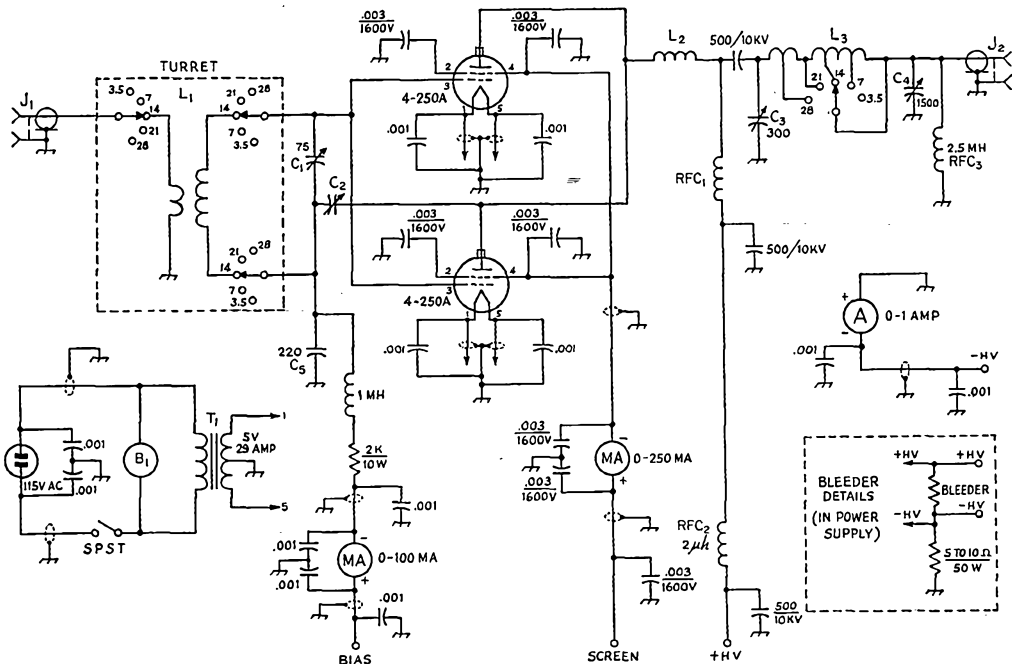 TURRET
J1
3.5
7
14
21
28
L1
21
28
14
7
3.5
21
28
14
7
3.5
75
C1
C2
220
C5
.003
1600V
.003
1600V
2
3
4
4-250A
1
5
.001
.001
.003
1600V
.003
1600V
2
3
4
4-250A
1
5
.001
.001
L2
500/10KV
L3
21
14
7
3.5
28
C3
300
C4
1500
J2
2.5 MH
RFC3
RFC1
500/10KV
+
A
0-1 AMP
-
.001
-HV
.001
115V AC
.001
.001
SPST
B1
T1
5V
29 AMP
1
5
1 MH
2K
10W
.001
.001
.001
-
MA
0-100 MA
+
.001
BIAS
.003
1600V
.003
1600V
-
MA
0-250 MA
+
.003
1600V
SCREEN
RFC2
2μh
500
10KV
+HV
BLEEDER
DETAILS
(IN POWER
SUPPLY)
+HV
+HV
BLEEDER
-HV
-HV
5 TO 10 Ω
50 W